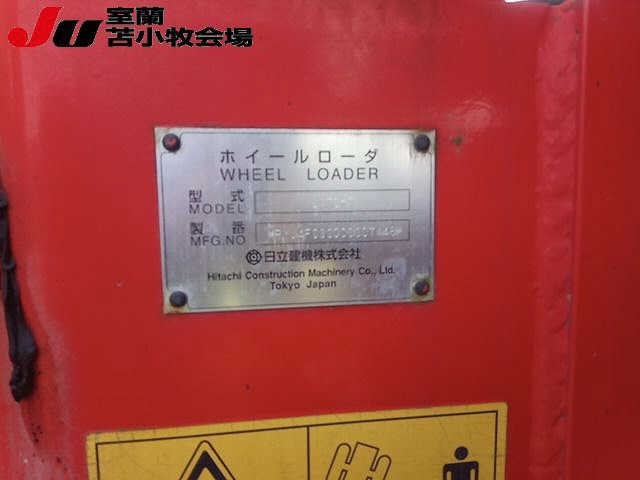 JU 室蘭
苫小牧会場
ホイールローダ
WHEEL LOADER
型式
MODEL
製番
MFG.NO
日立建機株式会社
Hitachi Construction Machinery Co., Ltd.
Tokyo Japan